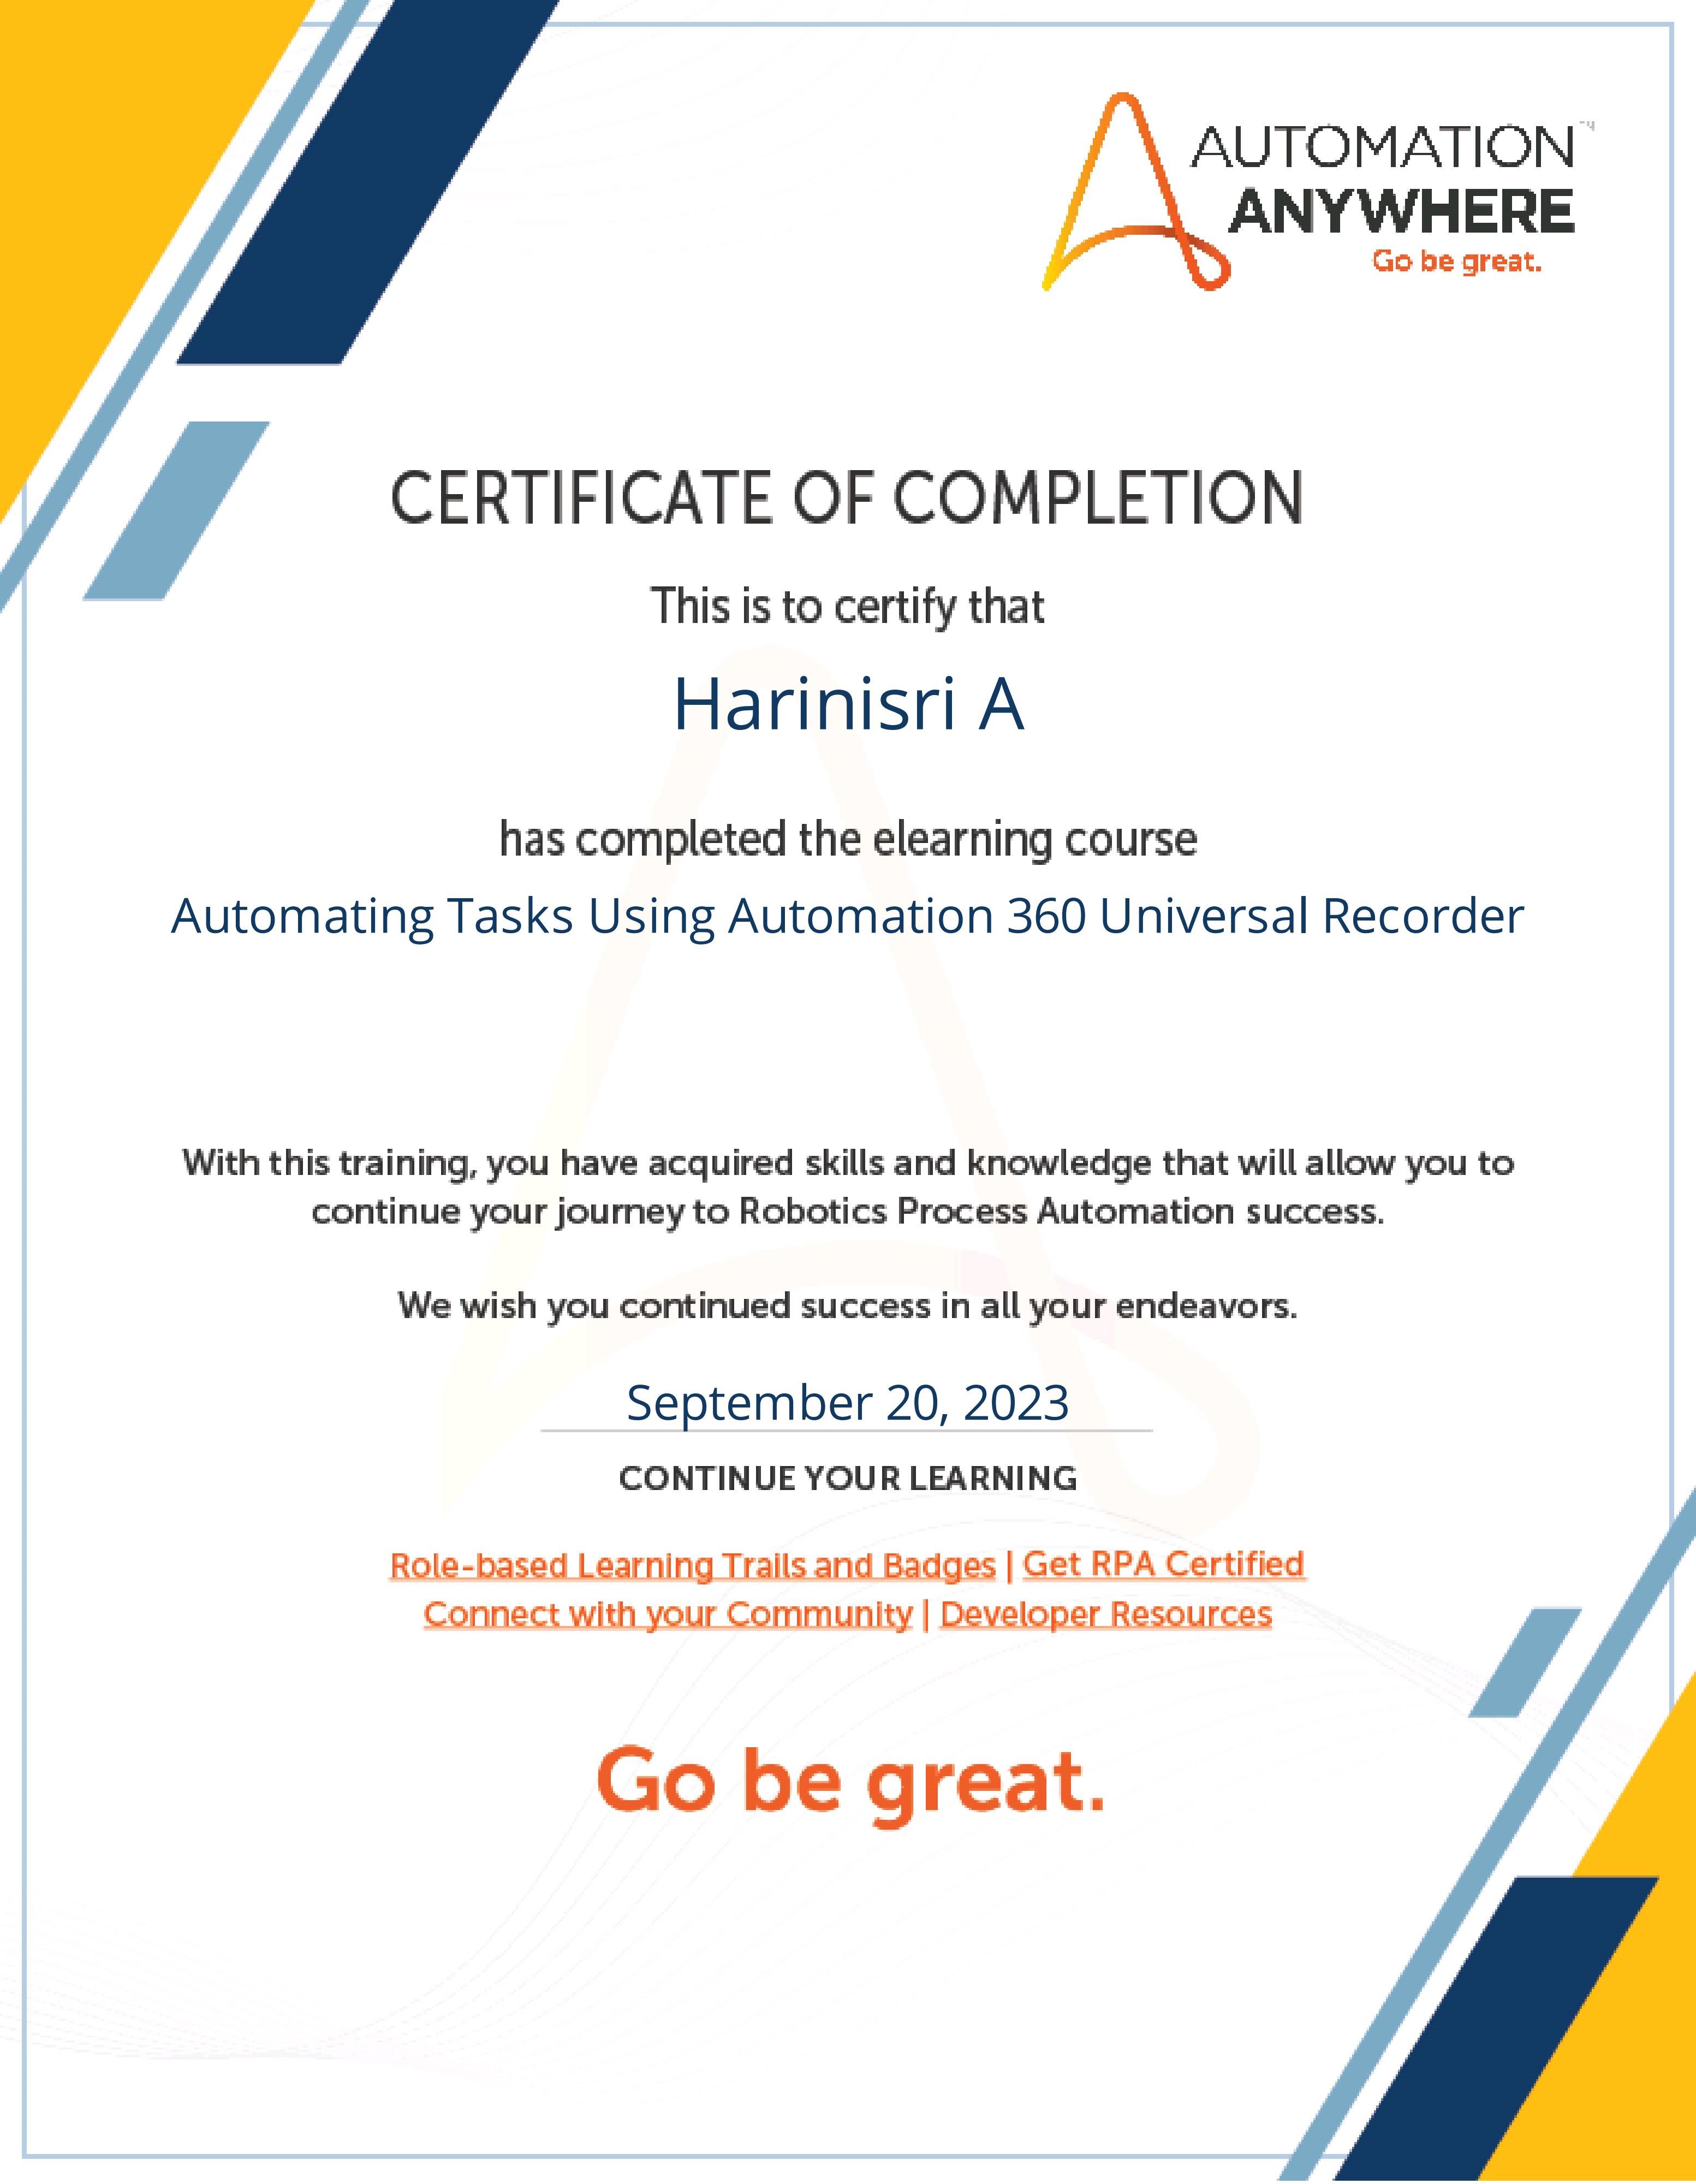 AUTOMATION
ANYWHERE
Go be great.
CERTIFICATE OF COMPLETION
This is to certify that
Harinisri A
has completed the elearning course
Automating Tasks Using Automation 360 Universal Recorder
With this training, you have acquired skills and knowledge that will allow you to
continue your journey to Robotics Process Automation success.
We wish you continued success in all your endeavors.
September 20, 2023
CONTINUE YOUR LEARNING
Role-based Learning Trails and Badges | Get RPA Certified
Connect with your Community | Developer Resources
Go be great.